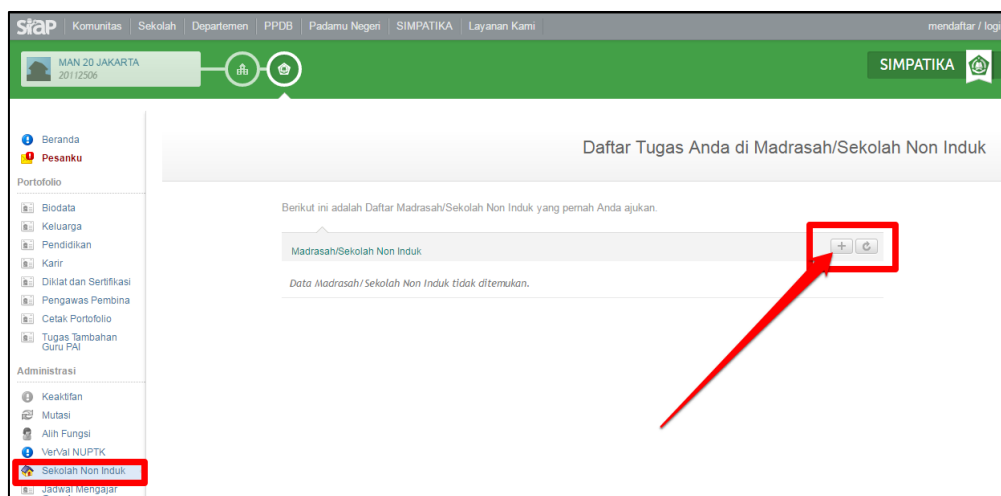 siap Komunitas Sekolah Departemen PPDB Padamu Negeri SIMPATIKA Layanan Kami mendaftar / logi
MAN 20 JAKARTA
20112506
SIMPATIKA
Beranda
Pesanku
Portofolio
Biodata
Keluarga
Pendidikan
Karir
Diklat dan Sertifikasi
Pengawas Pembina
Cetak Portofolio
Tugas Tambahan
Guru PAI
Administrasi
Keaktifan
Mutasi
Alih Fungsi
VerVal NUPTK
Sekolah Non Induk
Jadwal Mengajar
Daftar Tugas Anda di Madrasah/Sekolah Non Induk
Berikut ini adalah Daftar Madrasah/Sekolah Non Induk yang pernah Anda ajukan.
Madrasah/Sekolah Non Induk
Data Madrasah/Sekolah Non Induk tidak ditemukan.